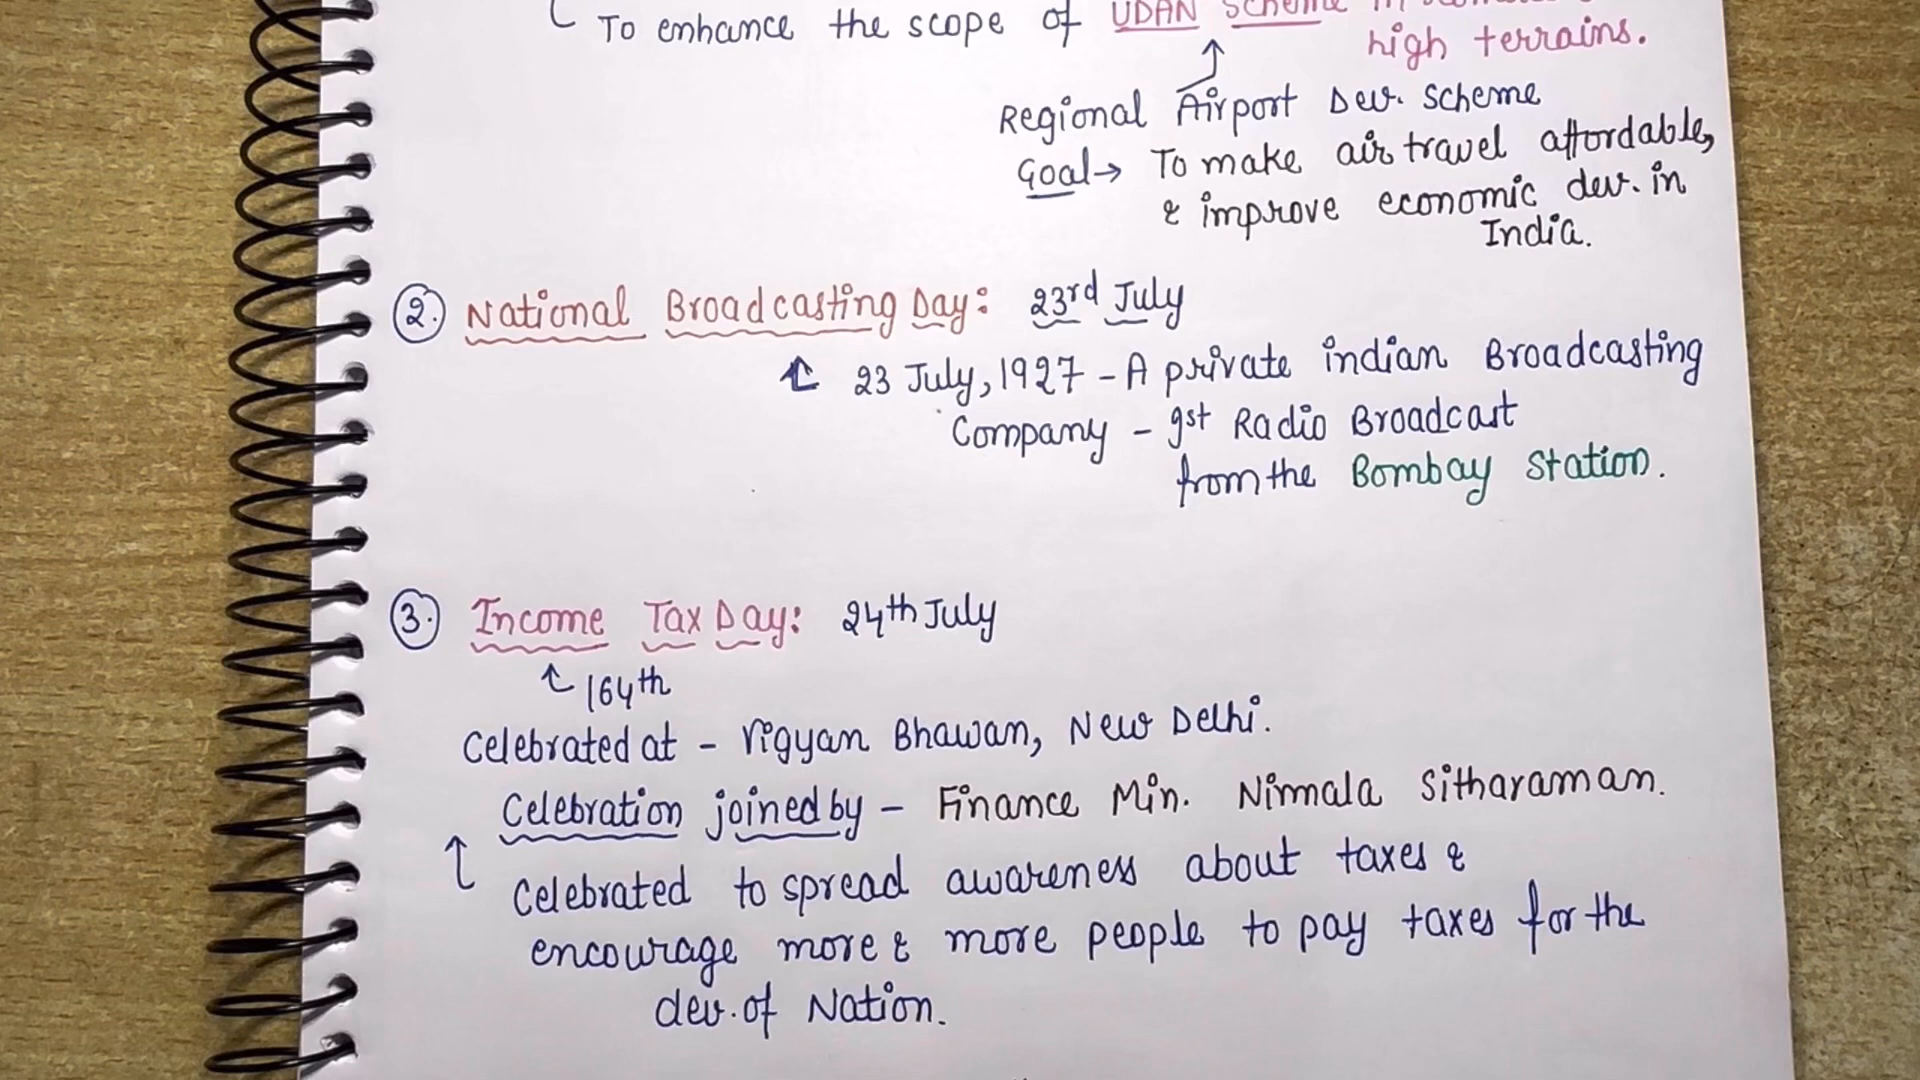 To enhance the scope of UDAN Scheme in
high terrains.
Regional Airport Dev. Scheme
Goal→ To make air travel affordable,
& improve economic dev. in
India.
2. National Broadcasting Day: 23rd July
23 July, 1927 - A private indian Broadcasting
Company - 1st Radio Broadcast
from the Bombay Station.
3. Income Tax Day: 24th July
164th
Celebrated at - Vigyan Bhawan, New Delhi.
Celebration joined by - Finance Min. Nirmala Sitharaman.
Celebrated to spread awareness about taxes &
encourage more & more people to pay taxes for the
dev. of Nation.